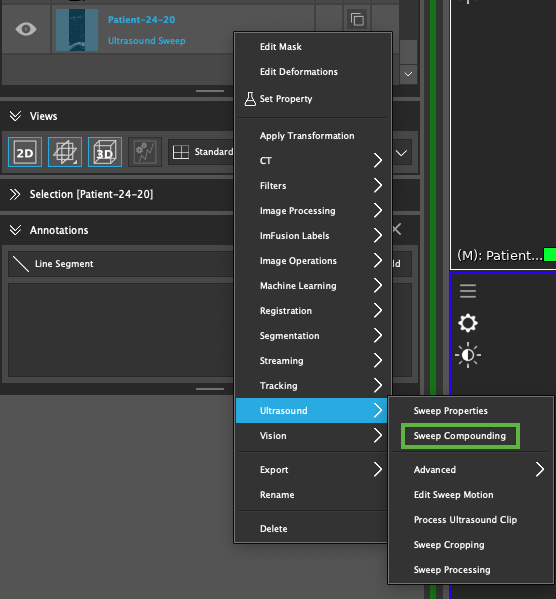 Patient-24-20
Ultrasound Sweep
Views
2D
3D
Standard
Selection [Patient-24-20]
Annotations
Line Segment
ld
Edit Mask
Edit Deformations
Set Property
Apply Transformation
CT
Filters
Image Processing
ImFusion Labels
Image Operations
Machine Learning
Registration
Segmentation
Streaming
Tracking
Ultrasound
Vision
Export
Rename
Delete
(M): Patient...
Sweep Properties
Sweep Compounding
Advanced
Edit Sweep Motion
Process Ultrasound Clip
Sweep Cropping
Sweep Processing